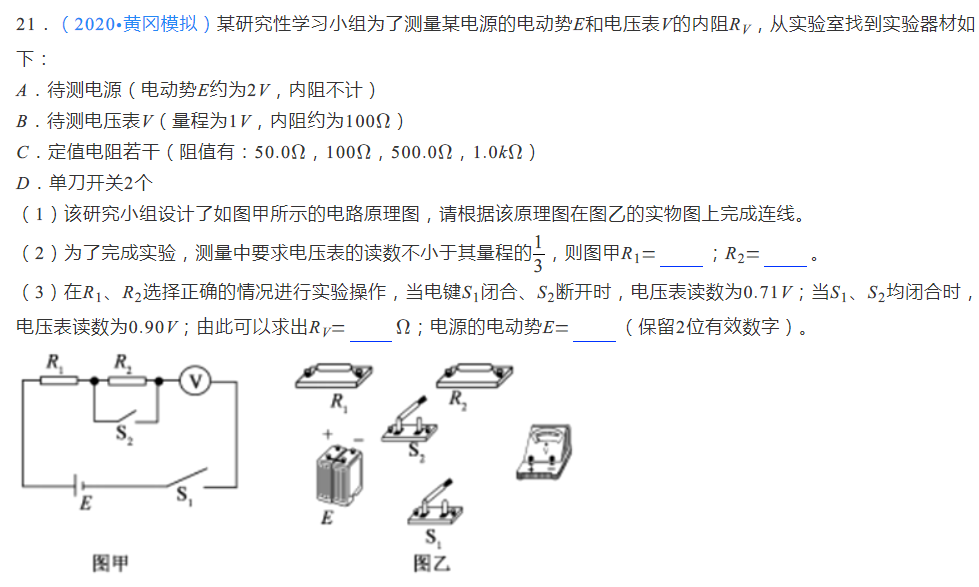 21．（2020•黄冈模拟）某研究性学习小组为了测量某电源的电动势E和电压表V的内阻R_V，从实验室找到实验器材如
下：
A．待测电源（电动势E约为2V，内阻不计）
B．待测电压表V（量程为1V，内阻约为100Ω）
C．定值电阻若干（阻值有：50.0Ω，100Ω，500.0Ω，1.0kΩ）
D．单刀开关2个
（1）该研究小组设计了如图甲所示的电路原理图，请根据该原理图在图乙的实物图上完成连线。
（2）为了完成实验，测量中要求电压表的读数不小于其量程的1/3，则图甲R₁=____；R₂=____。
（3）在R₁、R₂选择正确的情况进行实验操作，当电键S₁闭合、S₂断开时，电压表读数为0.71V；当S₁、S₂均闭合时，
电压表读数为0.90V；由此可以求出R_V=____Ω；电源的电动势E=____（保留2位有效数字）。
R₁ R₂ V
S₂
E S₁
图甲
R₁ R₂
S₂
+ −
E
V
+ −
S₁
图乙